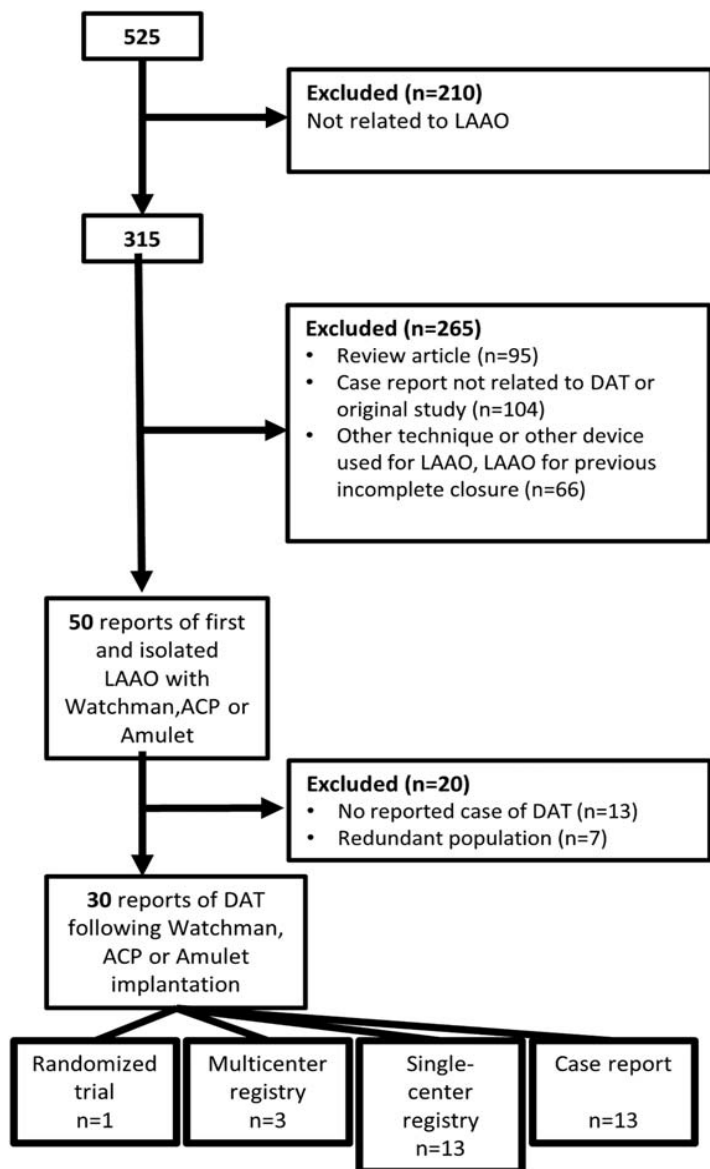 525
Excluded (n=210)
Not related to LAAO
315
Excluded (n=265)
• Review article (n=95)
• Case report not related to DAT or
original study (n=104)
• Other technique or other device
used for LAAO, LAAO for previous
incomplete closure (n=66)
50 reports of first
and isolated
LAAO with
Watchman,ACP or
Amulet
Excluded (n=20)
• No reported case of DAT (n=13)
• Redundant population (n=7)
30 reports of DAT
following Watchman,
ACP or Amulet
implantation
Randomized
trial
n=1
Multicenter
registry
n=3
Single-
center
registry
n=13
Case report
n=13